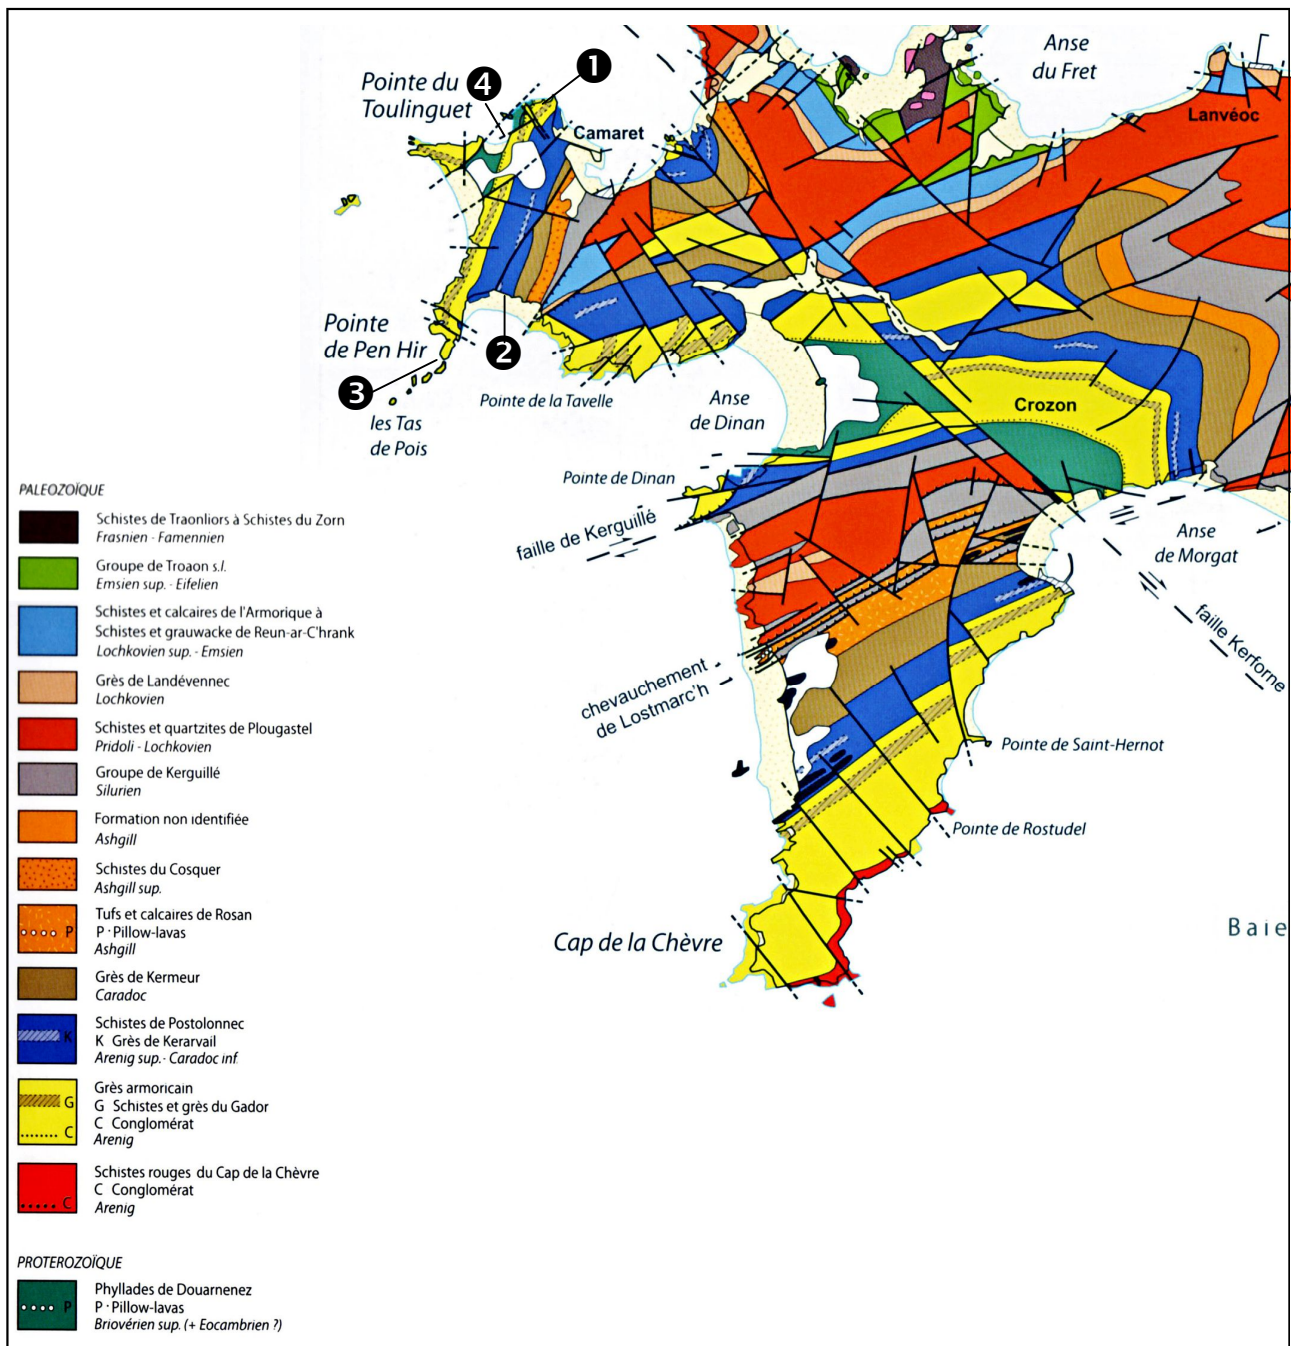 Anse
du Fret
❶
Pointe du
Toulinguet
❹
Camaret
Lanvéoc
Pointe
de Pen Hir
❷
❸
les Tas
de Pois
Pointe de la Tavelle
Anse
de Dinan
Crozon
Pointe de Dinan
faille de Kerguillé
Anse
de Morgat
faille Kerforne
chevauchement
de Lostmarc'h
Pointe de Saint-Hernot
Pointe de Rostudel
Cap de la Chèvre
Baie
PALEOZOÏQUE
Schistes de Traonliors à Schistes du Zorn
Frasnien - Famennien
Groupe de Troaon s.l.
Emsien sup. - Eifelien
Schistes et calcaires de l'Armorique à
Schistes et grauwacke de Reun-ar-C'hrank
Lochkovien sup. - Emsien
Grès de Landévennec
Lochkovien
Schistes et quartzites de Plougastel
Pridoli - Lochkovien
Groupe de Kerguillé
Silurien
Formation non identifiée
Ashgill
Schistes du Cosquer
Ashgill sup.
Tufs et calcaires de Rosan
P P · Pillow-lavas
Ashgill
Grès de Kermeur
Caradoc
Schistes de Postolonnec
K K Grès de Kerarvail
Arenig sup.- Caradoc inf.
Grès armoricain
G G Schistes et grès du Gador
C C Conglomérat
Arenig
Schistes rouges du Cap de la Chèvre
C C Conglomérat
Arenig
PROTEROZOÏQUE
Phyllades de Douarnenez
P P · Pillow-lavas
Briovérien sup. (+ Eocambrien ?)